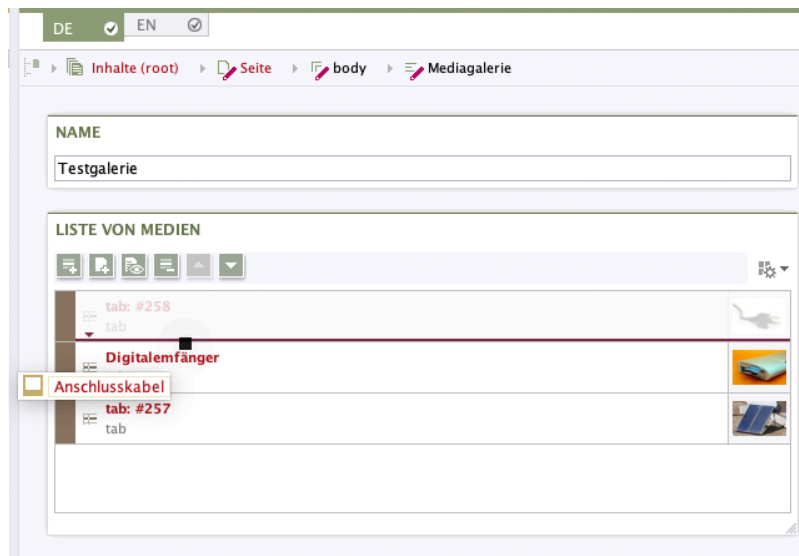 DE EN
Inhalte (root) Seite body Mediagalerie
NAME
Testgalerie
LISTE VON MEDIEN
tab: #258
tab
Digitalemfänger
Anschlusskabel
tab: #257
tab